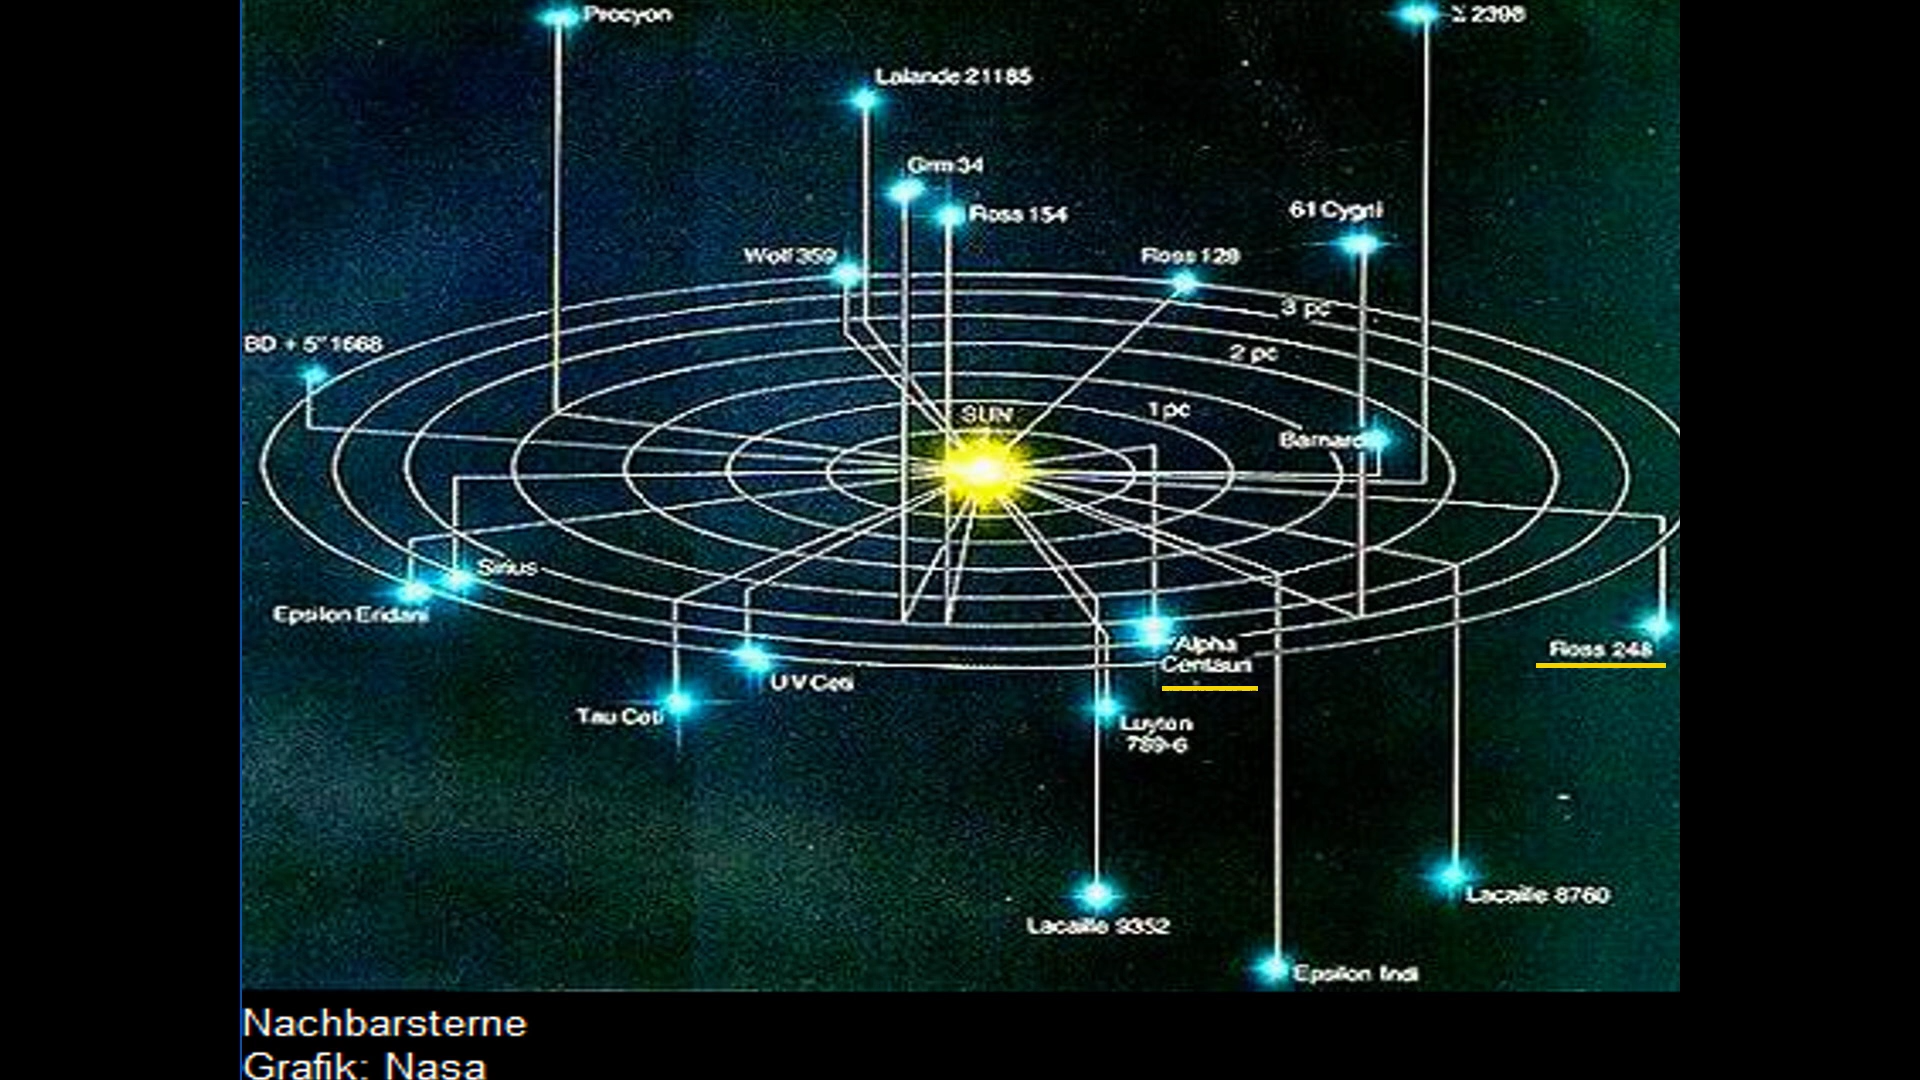 Procyon
Σ 2398
Lalande 21185
Grm 34
Ross 154
61 Cygni
Wolf 359
Ross 128
3 pc
BD + 5° 1668
2 pc
1 pc
SUN
Barnard
Sirius
Epsilon Eridani
Alpha
Centauri
Ross 248
U V Ceti
Tau Ceti
Luyten
789-6
Lacaille 8760
Lacaille 9352
Epsilon Indi
Nachbarsterne
Grafik: Nasa